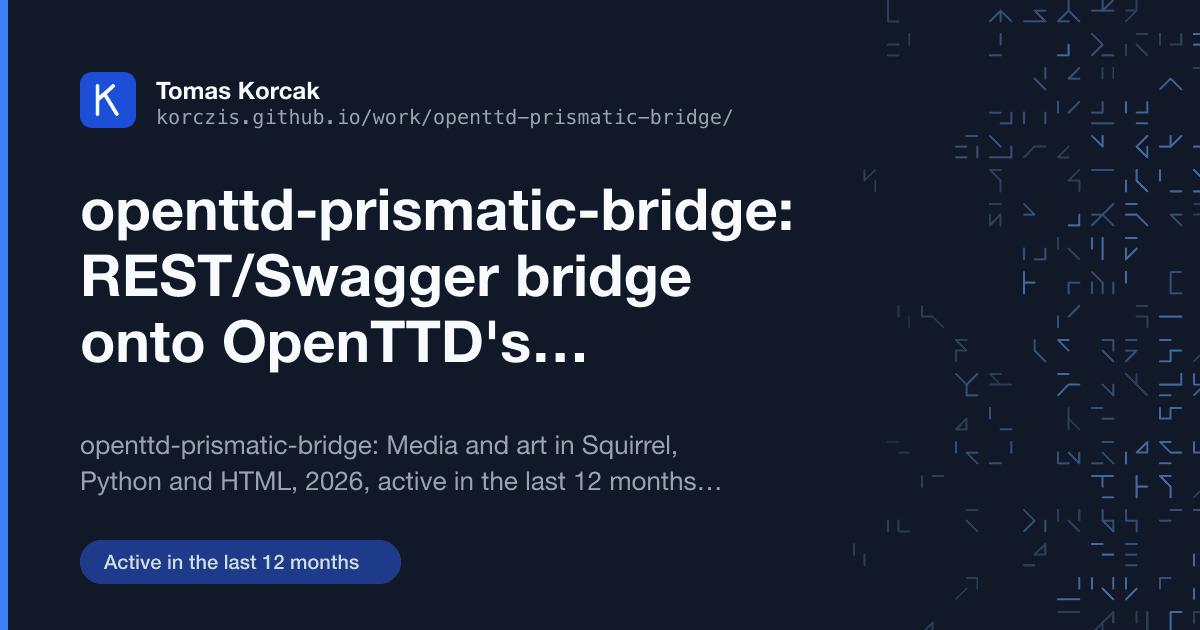 K
Tomas Korcak
korczis.github.io/work/openttd-prismatic-bridge/
openttd-prismatic-bridge:
REST/Swagger bridge
onto OpenTTD's...
openttd-prismatic-bridge: Media and art in Squirrel,
Python and HTML, 2026, active in the last 12 months...
Active in the last 12 months